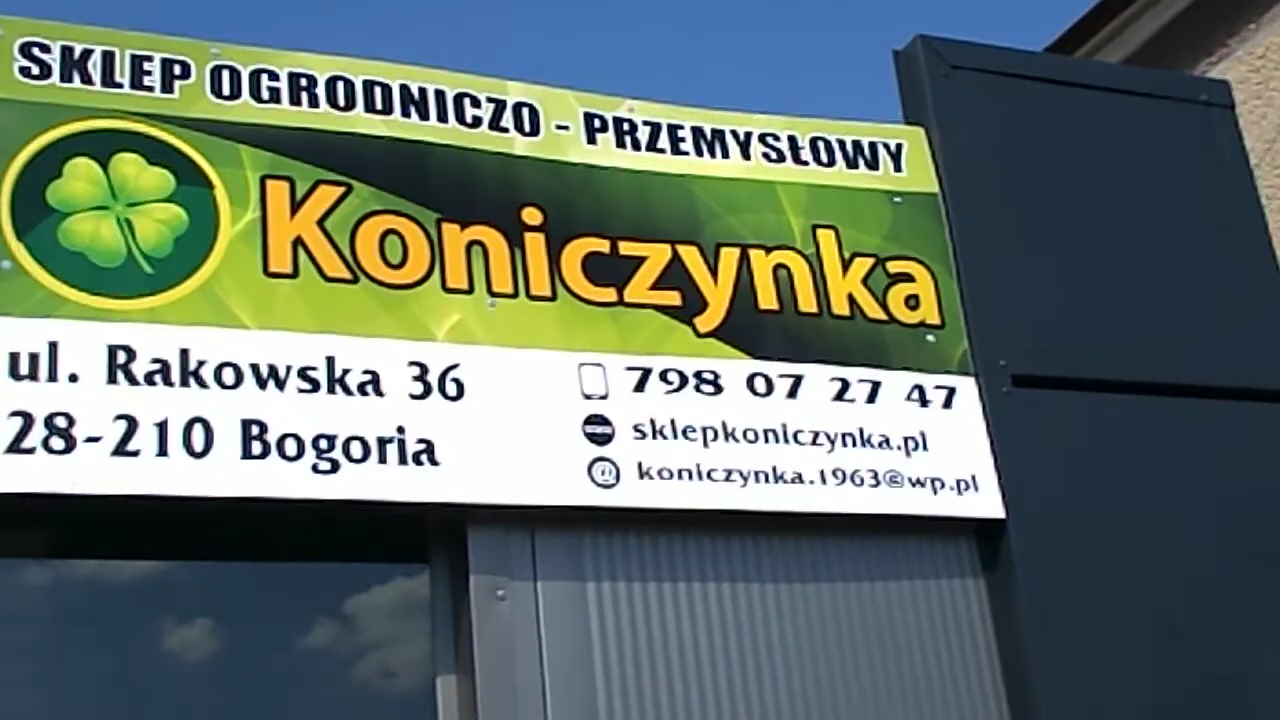 SKLEP OGRODNICZO - PRZEMYSŁOWY
Koniczynka
ul. Rakowska 36
28-210 Bogoria
798 07 27 47
sklepkoniczynka.pl
koniczynka.1963@wp.pl